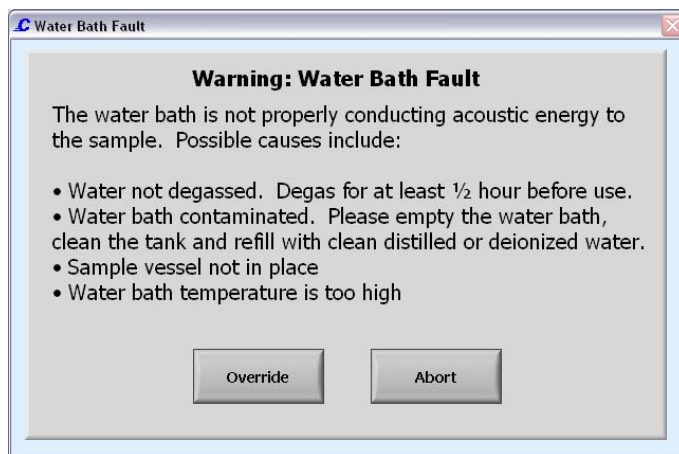 Water Bath Fault
Warning: Water Bath Fault
The water bath is not properly conducting acoustic energy to
the sample.  Possible causes include:
• Water not degassed.  Degas for at least ½ hour before use.
• Water bath contaminated.  Please empty the water bath,
clean the tank and refill with clean distilled or deionized water.
• Sample vessel not in place
• Water bath temperature is too high
Override
Abort